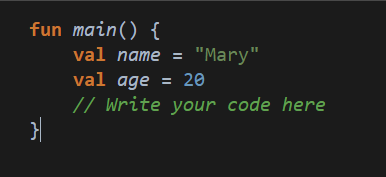 fun main() {
    val name = "Mary"
    val age = 20
    // Write your code here
}